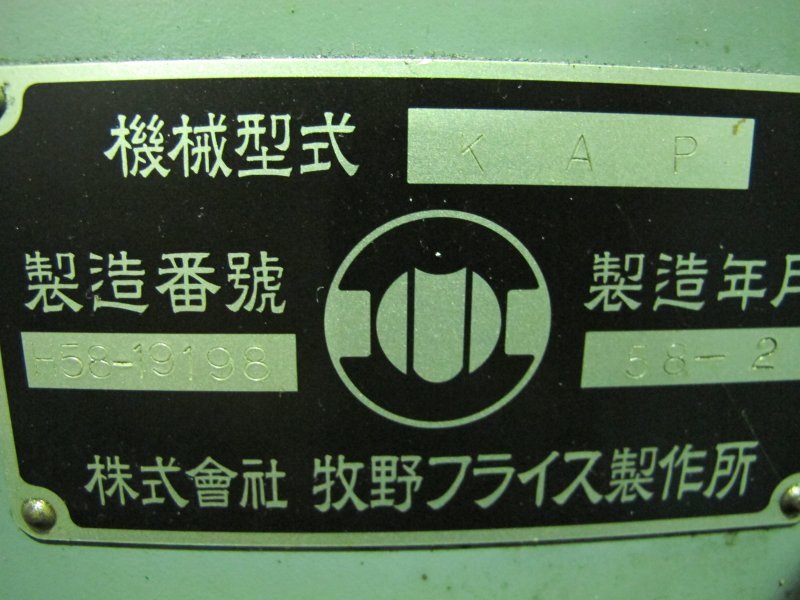 機械型式 KAP
製造番號 製造年月
H58-19198 58-2
株式會社 牧野フライス製作所